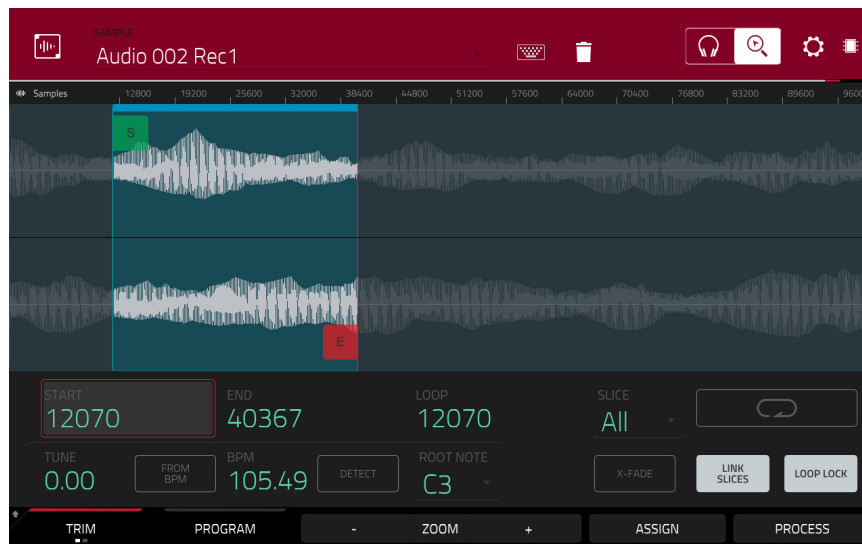 SAMPLE
Audio 002 Rec1
Samples 12800 19200 25600 32000 38400 44800 51200 57600 64000 70400 76800 83200 89600 9600
S
E
START END LOOP SLICE
12070 40367 12070 All
TUNE BPM ROOT NOTE
0.00 FROM BPM 105.49 DETECT C3 X-FADE LINK SLICES LOOP LOCK
TRIM PROGRAM - ZOOM + ASSIGN PROCESS